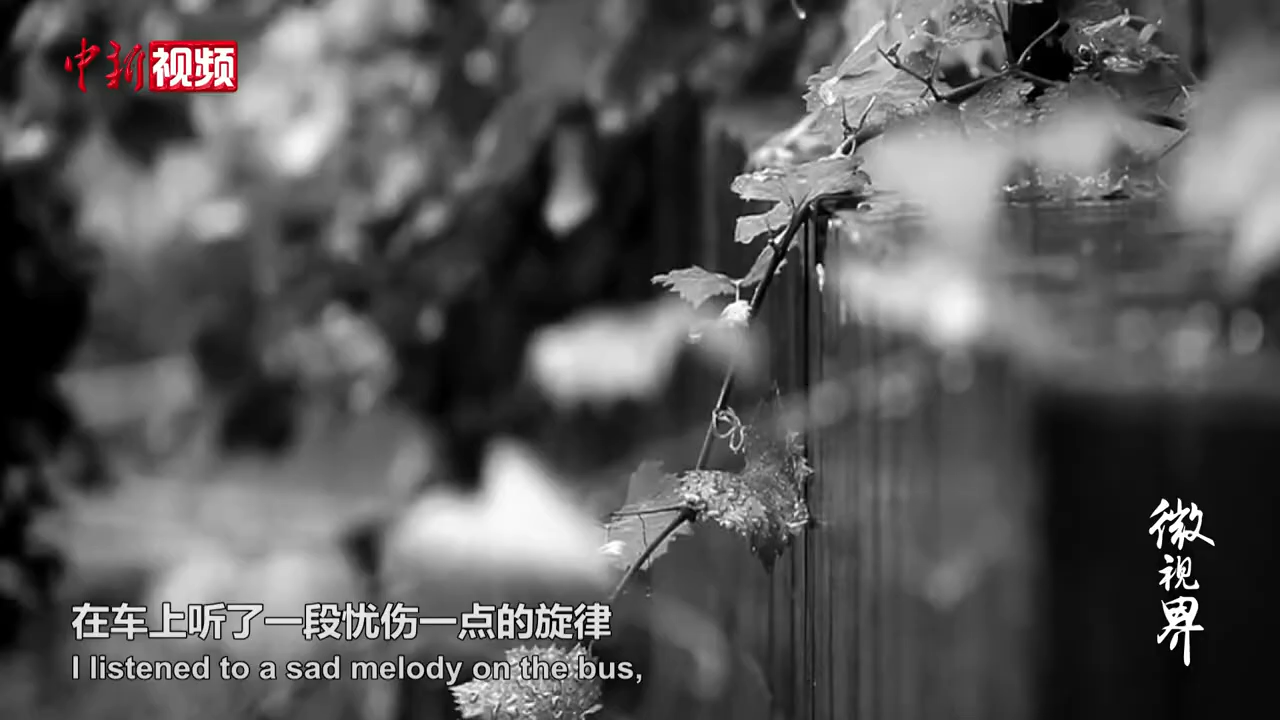 中新视频
微视界
在车上听了一段忧伤一点的旋律
I listened to a sad melody on the bus,